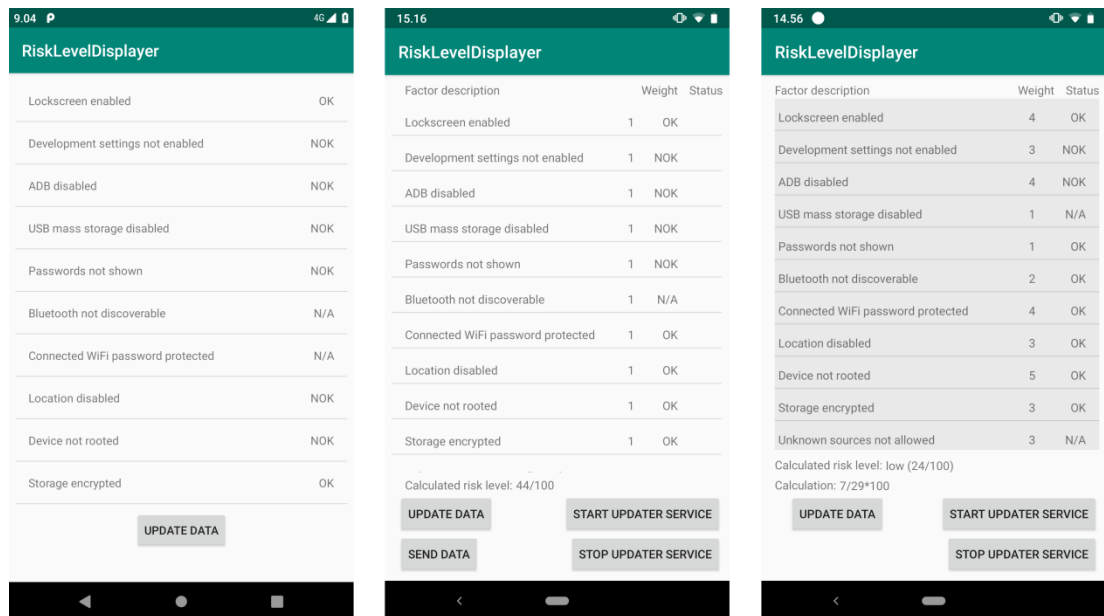 9.04 4G
RiskLevelDisplayer
Lockscreen enabled OK
Development settings not enabled NOK
ADB disabled NOK
USB mass storage disabled NOK
Passwords not shown NOK
Bluetooth not discoverable N/A
Connected WiFi password protected N/A
Location disabled NOK
Device not rooted NOK
Storage encrypted OK
UPDATE DATA
15.16
RiskLevelDisplayer
Factor description Weight Status
Lockscreen enabled 1 OK
Development settings not enabled 1 NOK
ADB disabled 1 NOK
USB mass storage disabled 1 NOK
Passwords not shown 1 NOK
Bluetooth not discoverable 1 N/A
Connected WiFi password protected 1 OK
Location disabled 1 OK
Device not rooted 1 OK
Storage encrypted 1 OK
Calculated risk level: 44/100
UPDATE DATA START UPDATER SERVICE
SEND DATA STOP UPDATER SERVICE
14.56
RiskLevelDisplayer
Factor description Weight Status
Lockscreen enabled 4 OK
Development settings not enabled 3 NOK
ADB disabled 4 NOK
USB mass storage disabled 1 N/A
Passwords not shown 1 OK
Bluetooth not discoverable 2 OK
Connected WiFi password protected 4 OK
Location disabled 3 OK
Device not rooted 5 OK
Storage encrypted 3 OK
Unknown sources not allowed 3 N/A
Calculated risk level: low (24/100)
Calculation: 7/29*100
UPDATE DATA START UPDATER SERVICE
STOP UPDATER SERVICE